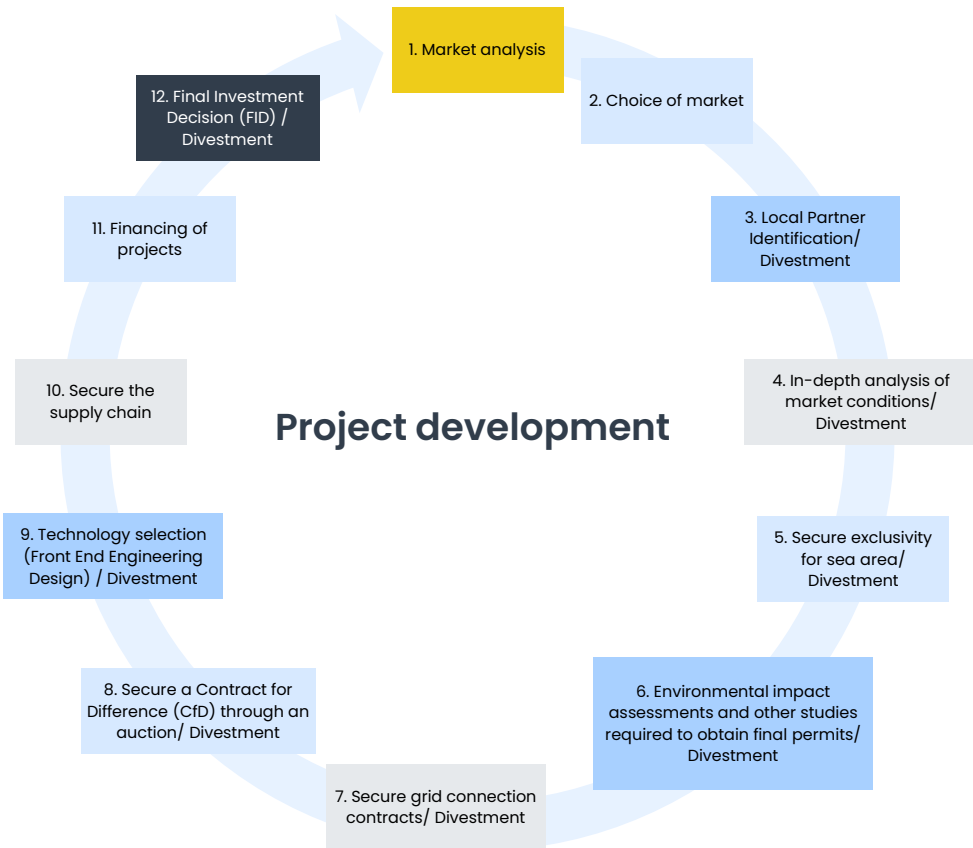 1. Market analysis
2. Choice of market
3. Local Partner
Identification/
Divestment
4. In-depth analysis of
market conditions/
Divestment
5. Secure exclusivity
for sea area/
Divestment
6. Environmental impact
assessments and other studies
required to obtain final permits/
Divestment
7. Secure grid connection
contracts/ Divestment
8. Secure a Contract for
Difference (CfD) through an
auction/ Divestment
9. Technology selection
(Front End Engineering
Design) / Divestment
10. Secure the
supply chain
11. Financing of
projects
12. Final Investment
Decision (FID) /
Divestment
Project development